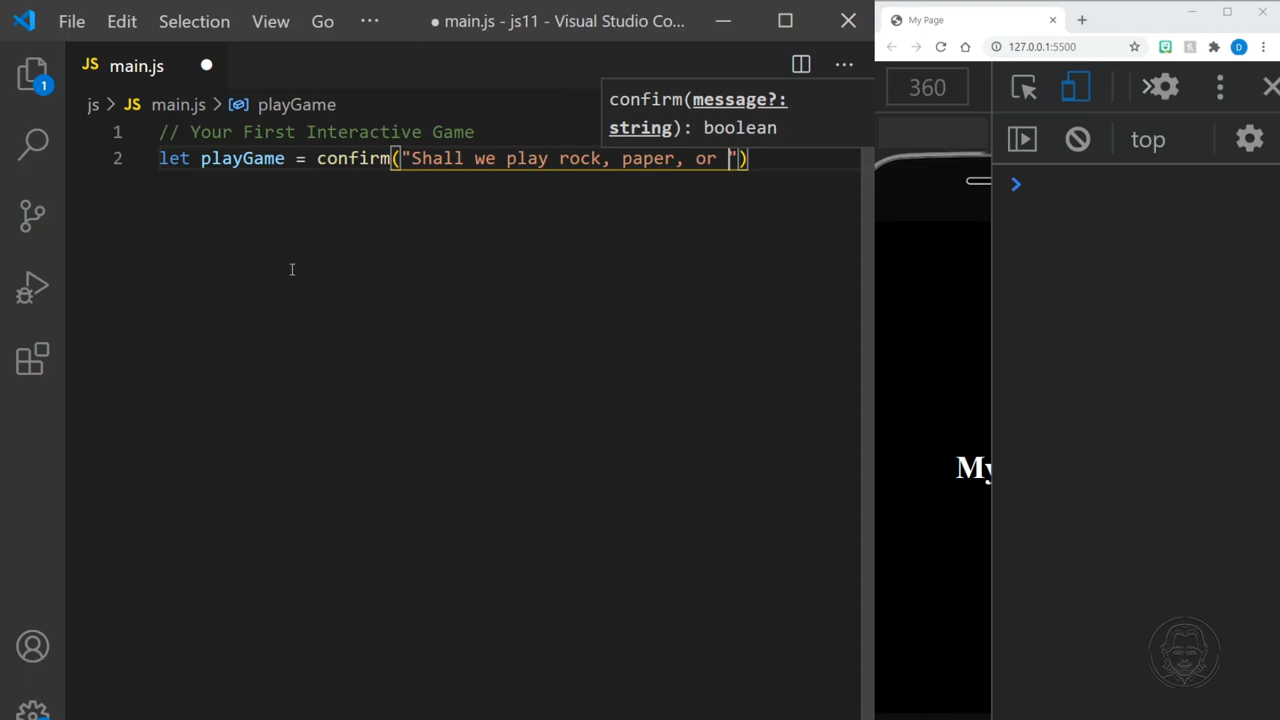 File Edit Selection View Go ··· ● main.js - js11 - Visual Studio Co...
JS main.js ●
js > JS main.js > playGame
confirm(message?:
string): boolean
1 // Your First Interactive Game
2 let playGame = confirm("Shall we play rock, paper, or ")
1
My Page
127.0.0.1:5500
D
360
top
My